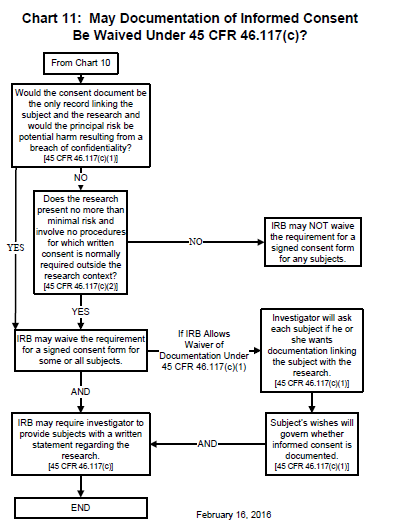 Chart 11:  May Documentation of Informed Consent
Be Waived Under 45 CFR 46.117(c)?
From Chart 10
Would the consent document be
the only record linking the
subject and the research and
would the principal risk be
potential harm resulting from a
breach of confidentiality?
[45 CFR 46.117(c)(1)]
NO
Does the research
present no more than
minimal risk and
involve no procedures
for which written
consent is normally
required outside the
research context?
[45 CFR 46.117(c)(2)]
NO
IRB may NOT waive
the requirement for a
signed consent form
for any subjects.
YES
YES
IRB may waive the requirement
for a signed consent form for
some or all subjects.
If IRB Allows
Waiver of
Documentation Under
45 CFR 46.117(c)(1)
Investigator will ask
each subject if he or
she wants
documentation linking
the subject with the
research.
[45 CFR 46.117(c)(1)]
AND
IRB may require investigator to
provide subjects with a written
statement regarding the
research.
[45 CFR 46.117(c)]
AND
Subject's wishes will
govern whether
informed consent is
documented.
[45 CFR 46.117(c)(1)]
END
February 16, 2016